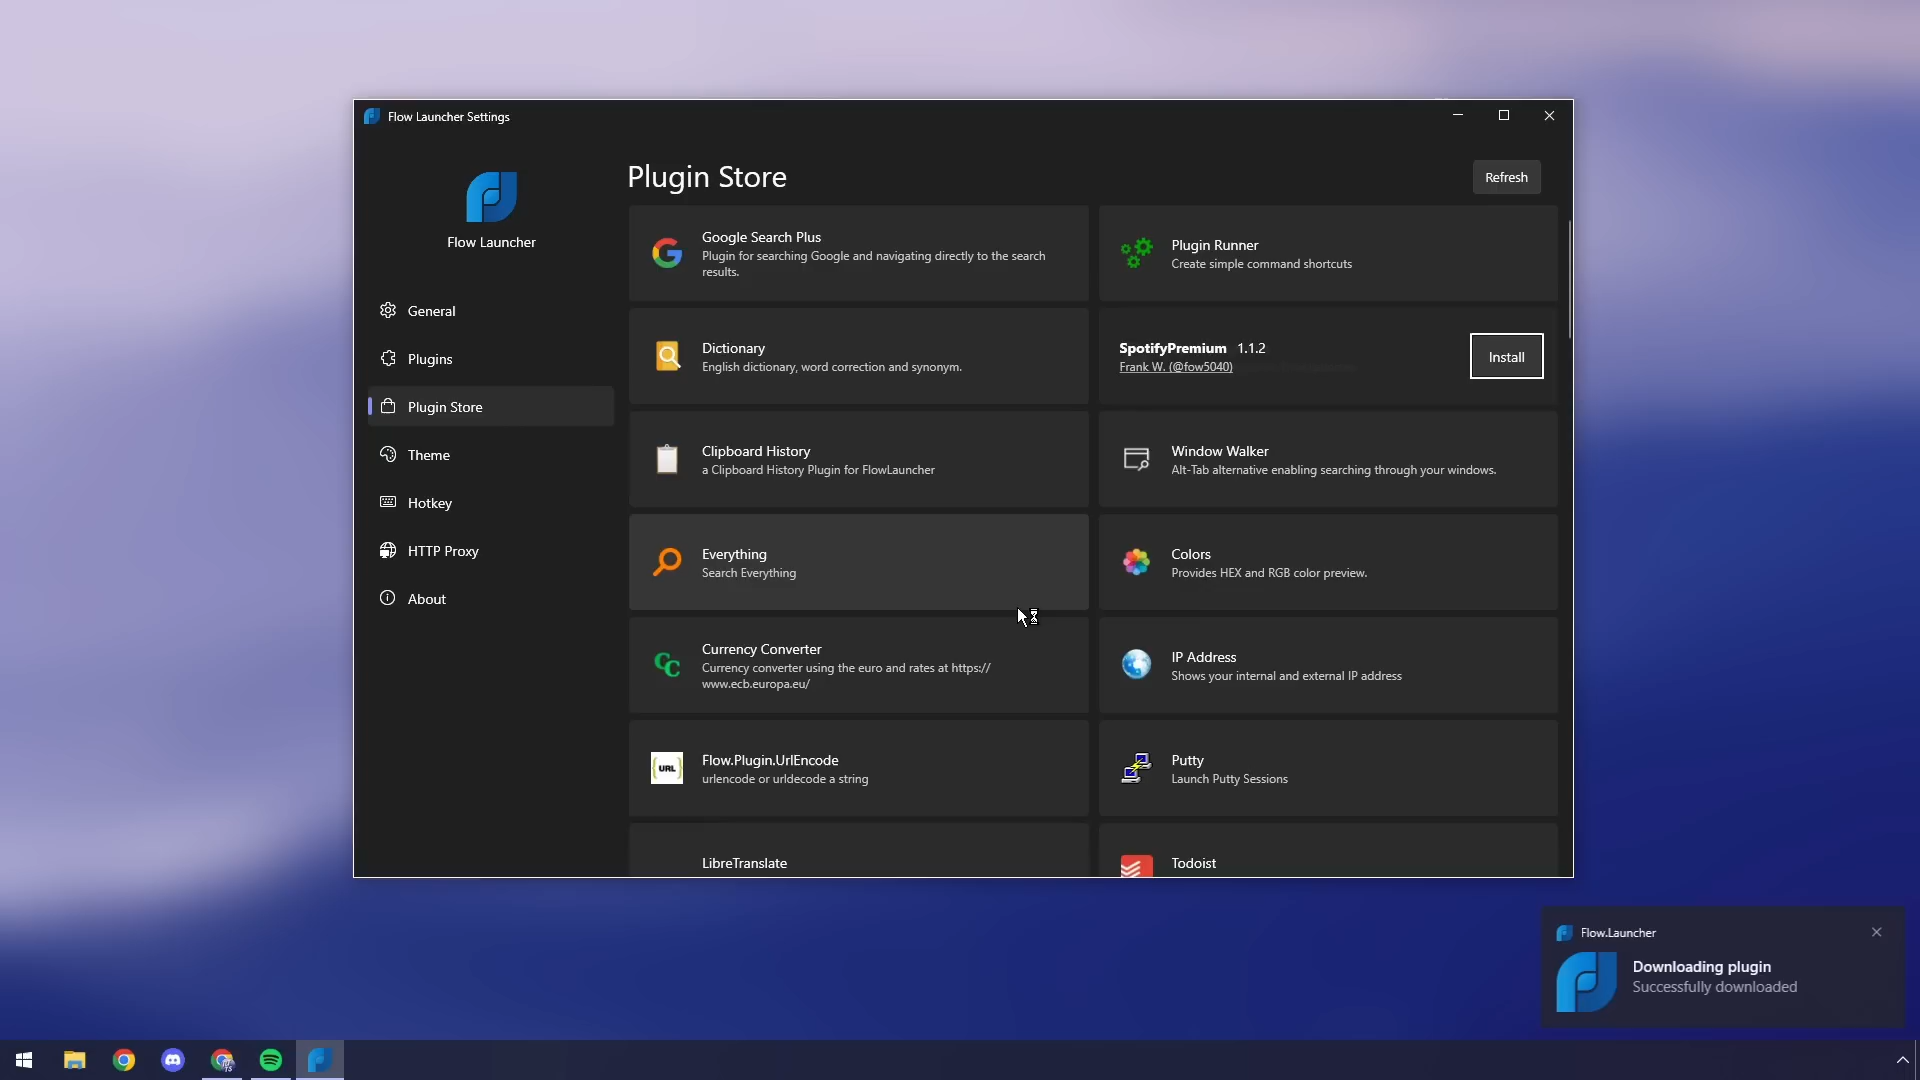 Flow Launcher Settings
Flow Launcher
General
Plugins
Plugin Store
Theme
Hotkey
HTTP Proxy
About
Plugin Store
Refresh
Google Search Plus
Plugin for searching Google and navigating directly to the search
results.
Plugin Runner
Create simple command shortcuts
Dictionary
English dictionary, word correction and synonym.
SpotifyPremium 1.1.2
Frank W. (@fow5040)
Install
Clipboard History
a Clipboard History Plugin for FlowLauncher
Window Walker
Alt-Tab alternative enabling searching through your windows.
Everything
Search Everything
Colors
Provides HEX and RGB color preview.
Currency Converter
Currency converter using the euro and rates at https://
www.ecb.europa.eu/
IP Address
Shows your internal and external IP address
URL
Flow.Plugin.UrlEncode
urlencode or urldecode a string
Putty
Launch Putty Sessions
LibreTranslate
Todoist
Flow.Launcher
Downloading plugin
Successfully downloaded